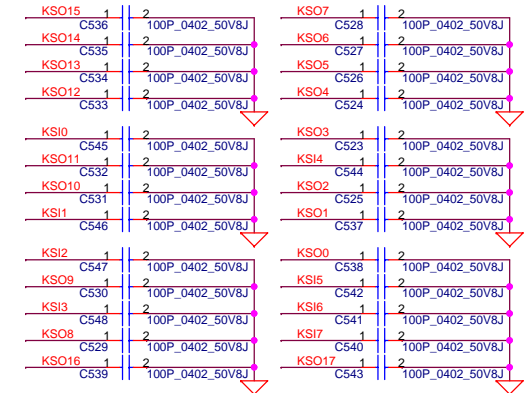 KSO15 1 2
C536 100P_0402_50V8J
KSO14 1 2
C535 100P_0402_50V8J
KSO13 1 2
C534 100P_0402_50V8J
KSO12 1 2
C533 100P_0402_50V8J
KSI0 1 2
C545 100P_0402_50V8J
KSO11 1 2
C532 100P_0402_50V8J
KSO10 1 2
C531 100P_0402_50V8J
KSI1 1 2
C546 100P_0402_50V8J
KSI2 1 2
C547 100P_0402_50V8J
KSO9 1 2
C530 100P_0402_50V8J
KSI3 1 2
C548 100P_0402_50V8J
KSO8 1 2
C529 100P_0402_50V8J
KSO16 1 2
C539 100P_0402_50V8J
KSO7 1 2
C528 100P_0402_50V8J
KSO6 1 2
C527 100P_0402_50V8J
KSO5 1 2
C526 100P_0402_50V8J
KSO4 1 2
C524 100P_0402_50V8J
KSO3 1 2
C523 100P_0402_50V8J
KSI4 1 2
C544 100P_0402_50V8J
KSO2 1 2
C525 100P_0402_50V8J
KSO1 1 2
C537 100P_0402_50V8J
KSO0 1 2
C538 100P_0402_50V8J
KSI5 1 2
C542 100P_0402_50V8J
KSI6 1 2
C541 100P_0402_50V8J
KSI7 1 2
C540 100P_0402_50V8J
KSO17 1 2
C543 100P_0402_50V8J